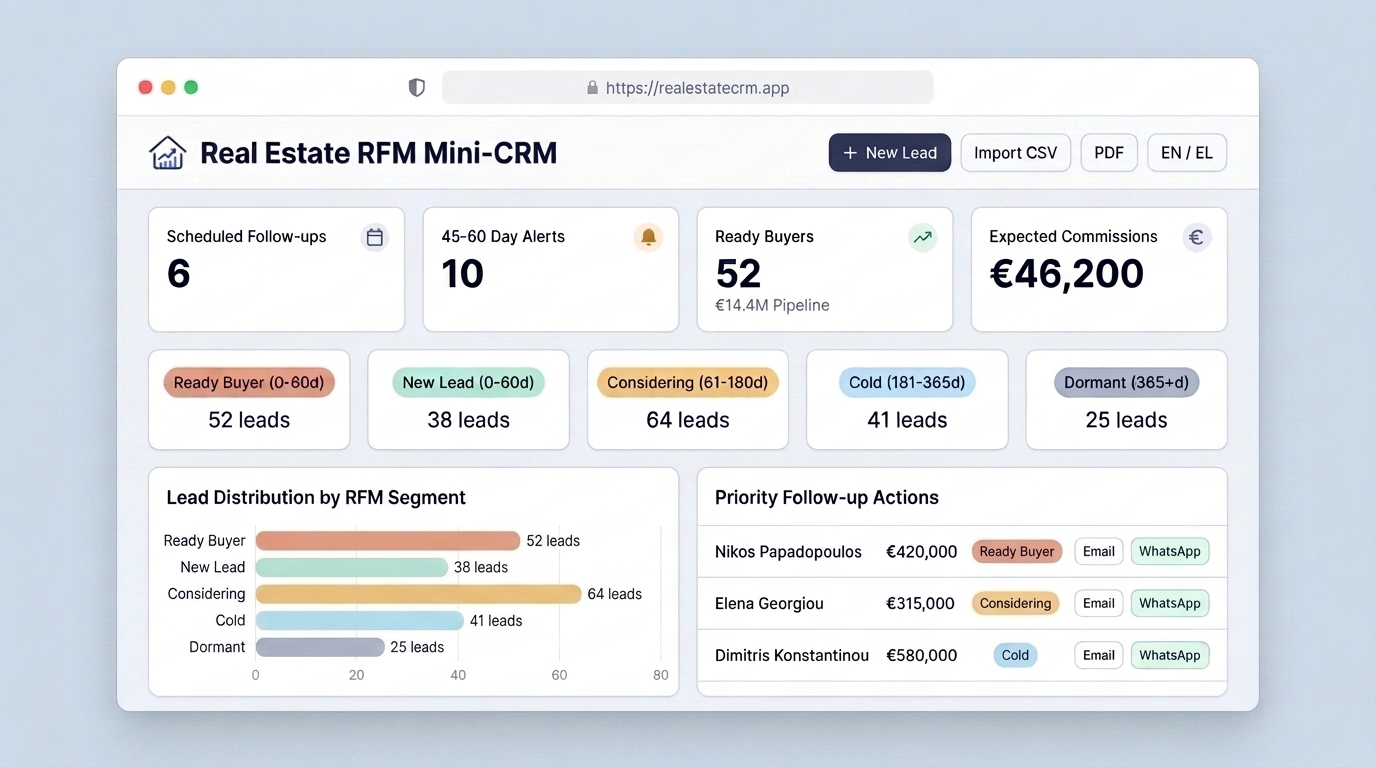 https://realestatecrm.app
Real Estate RFM Mini-CRM
+ New Lead
Import CSV
PDF
EN / EL
Scheduled Follow-ups
6
45-60 Day Alerts
10
Ready Buyers
52
€14.4M Pipeline
Expected Commissions
€
€46,200
Ready Buyer (0-60d)
52 leads
New Lead (0-60d)
38 leads
Considering (61-180d)
64 leads
Cold (181-365d)
41 leads
Dormant (365+d)
25 leads
Lead Distribution by RFM Segment
Ready Buyer 52 leads
New Lead 38 leads
Considering 64 leads
Cold 41 leads
Dormant 25 leads
0 20 40 60 80
Priority Follow-up Actions
Nikos Papadopoulos €420,000 Ready Buyer Email WhatsApp
Elena Georgiou €315,000 Considering Email WhatsApp
Dimitris Konstantinou €580,000 Cold Email WhatsApp